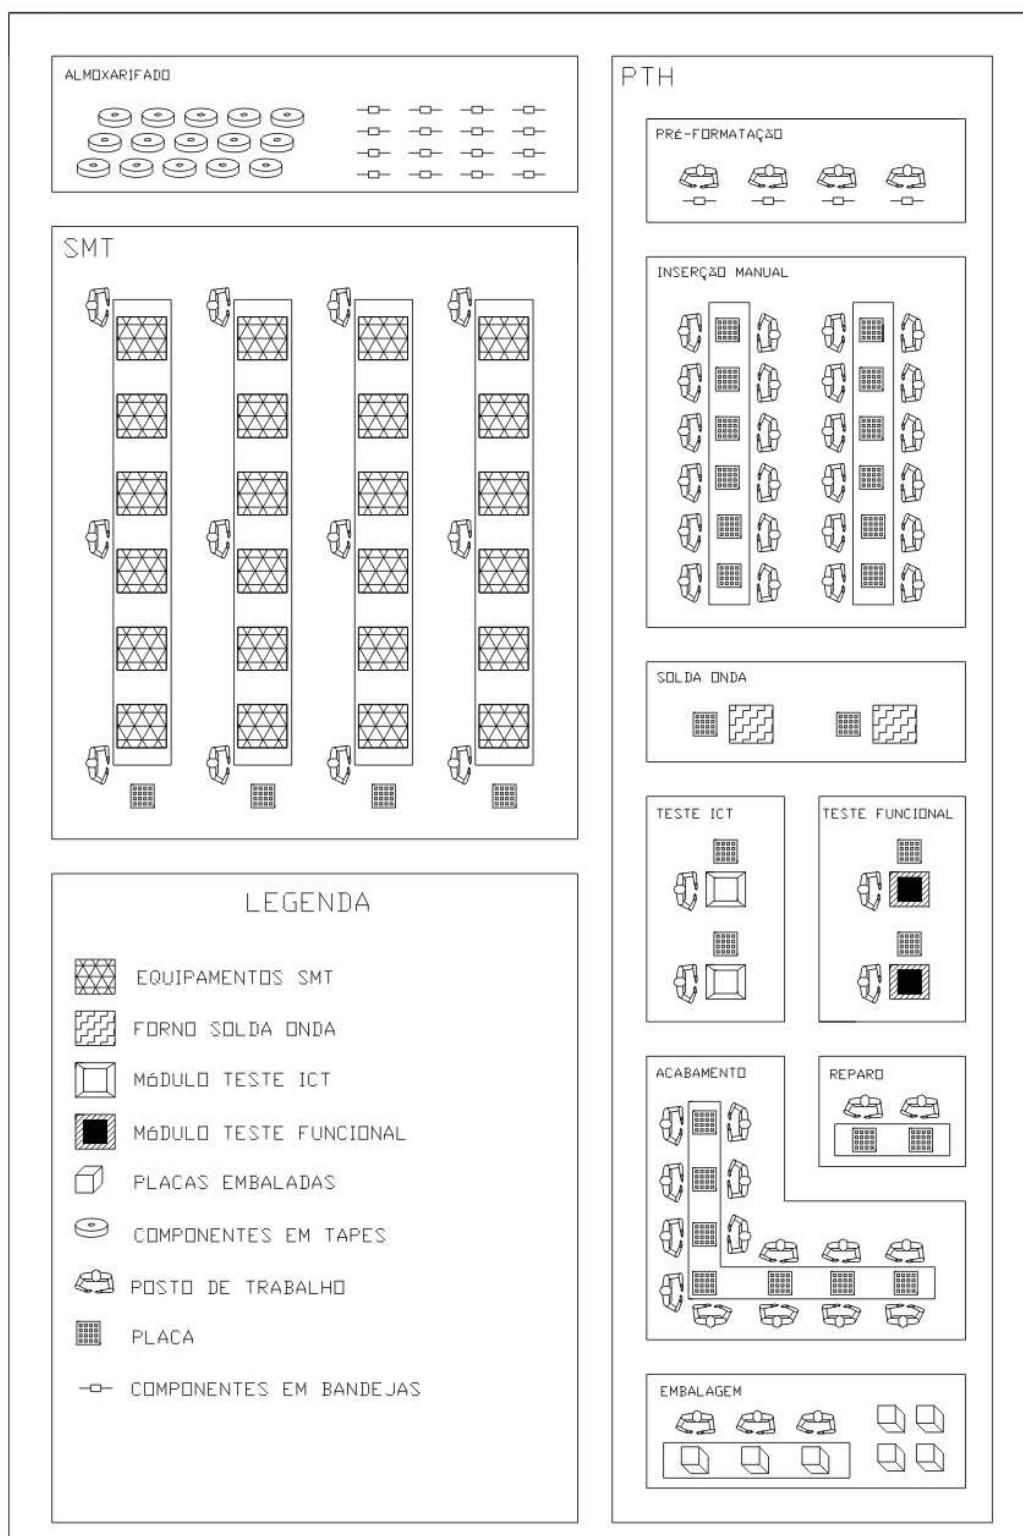 ALMOXARIFADO
SMT
LEGENDA
EQUIPAMENTOS SMT
FORNO SOLDA ONDA
MÓDULO TESTE ICT
MÓDULO TESTE FUNCIONAL
PLACAS EMBALADAS
COMPONENTES EM TAPES
POSTO DE TRABALHO
PLACA
COMPONENTES EM BANDEJAS
PTH
PRÉ-FORMATAÇÃO
INSERÇÃO MANUAL
SOLDA ONDA
TESTE ICT
TESTE FUNCIONAL
ACABAMENTO
REPARO
EMBALAGEM